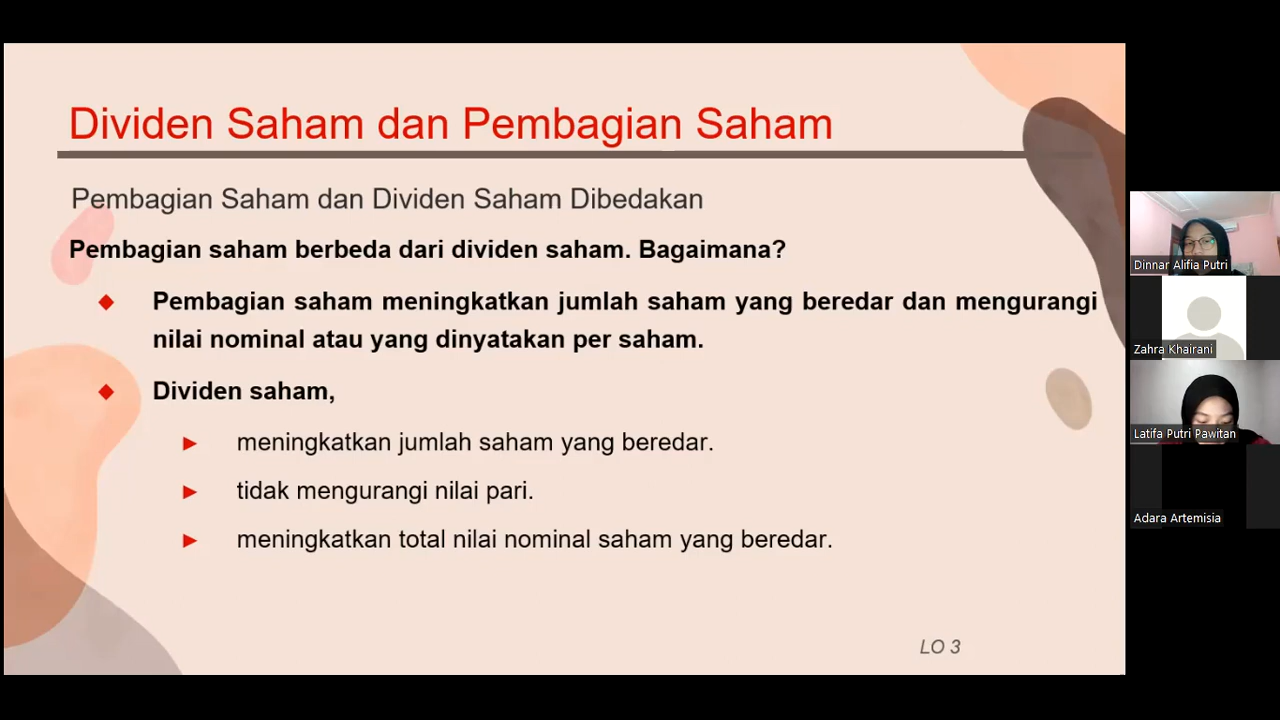 Dividen Saham dan Pembagian Saham
Pembagian Saham dan Dividen Saham Dibedakan
Pembagian saham berbeda dari dividen saham. Bagaimana?
Pembagian saham meningkatkan jumlah saham yang beredar dan mengurangi
nilai nominal atau yang dinyatakan per saham.
Dividen saham,
meningkatkan jumlah saham yang beredar.
tidak mengurangi nilai pari.
meningkatkan total nilai nominal saham yang beredar.
LO 3
Dinnar Alifia Putri
Zahra Khairani
Latifa Putri Pawitan
Adara Artemisia